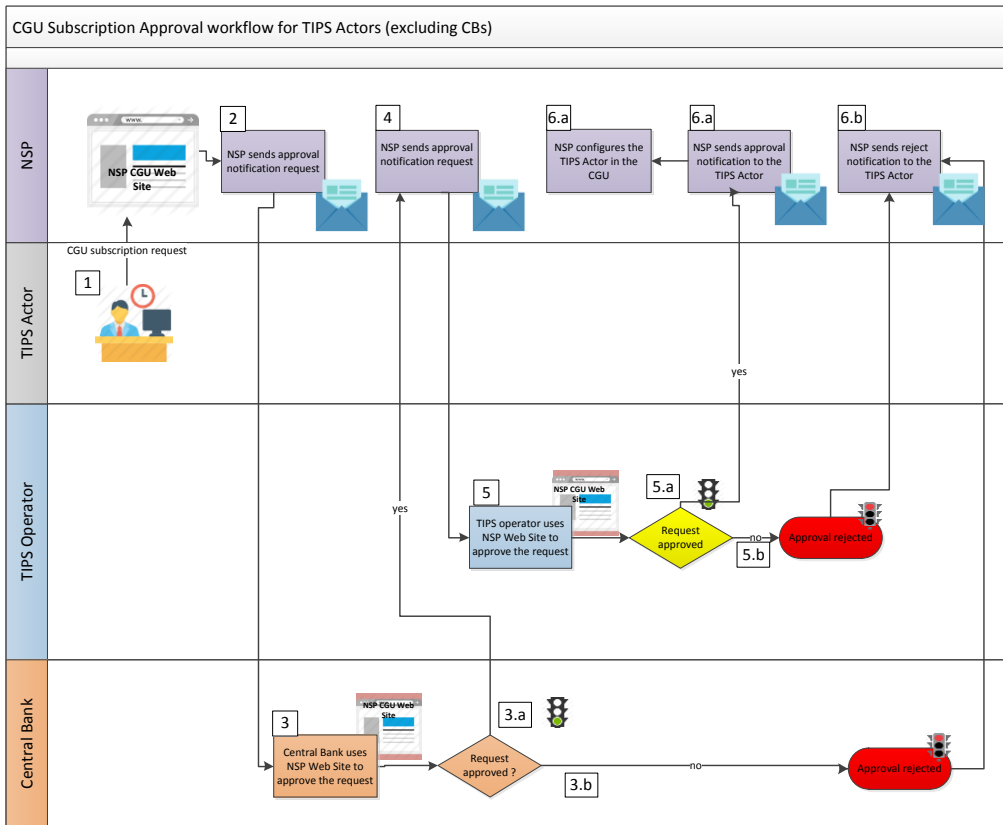 CGU Subscription Approval workflow for TIPS Actors (excluding CBs)
NSP
WWW.
NSP CGU Web
Site
2
NSP sends approval
notification request
4
NSP sends approval
notification request
6.a
NSP configures the
TIPS Actor in the
CGU
6.a
NSP sends approval
notification to the
TIPS Actor
6.b
NSP sends reject
notification to the
TIPS Actor
TIPS Actor
CGU subscription request
1
yes
TIPS Operator
yes
5
TIPS operator uses
NSP Web Site to
approve the request
WWW.
NSP CGU Web
Site
5.a
Request
approved
no
5.b
Approval rejected
Central Bank
3
Central Bank uses
NSP Web Site to
approve the request
NSP CGU Web
Site
3.a
Request
approved ?
3.b
no
Approval rejected